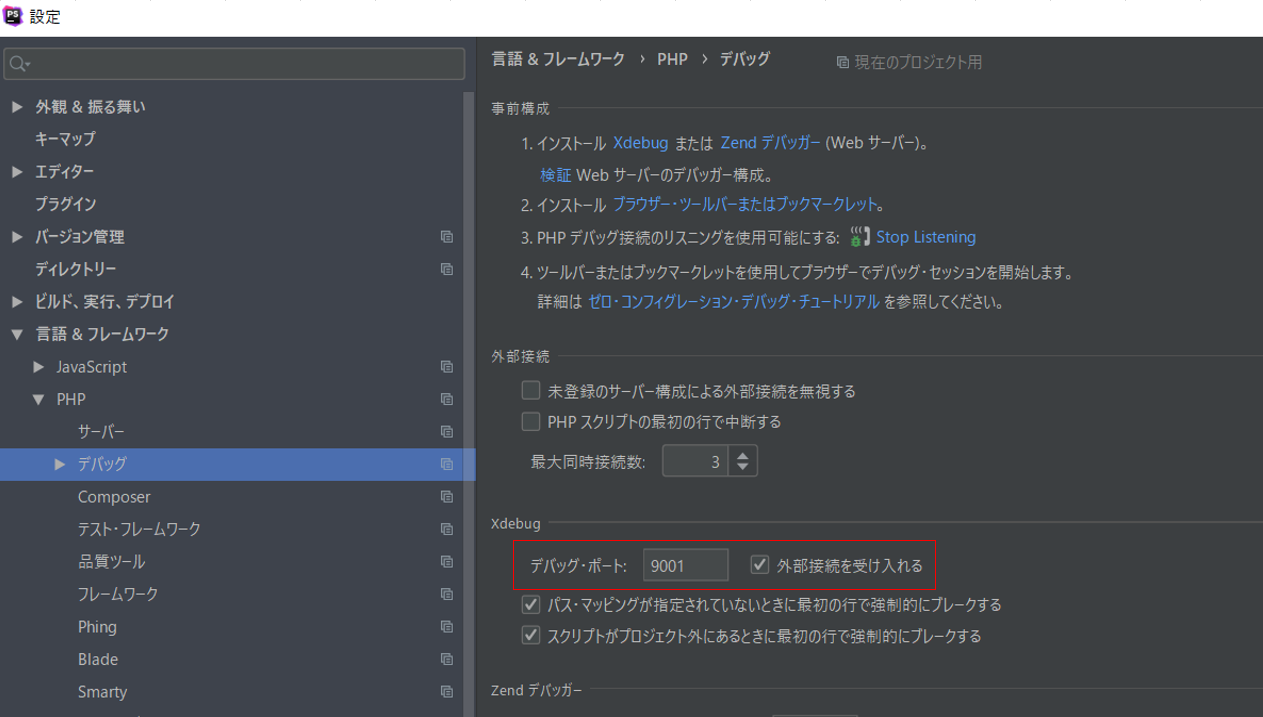 PS 設定
外観 & 振る舞い
キーマップ
エディター
プラグイン
バージョン管理
ディレクトリー
ビルド、実行、デプロイ
言語 & フレームワーク
JavaScript
PHP
サーバー
デバッグ
Composer
テスト・フレームワーク
品質ツール
フレームワーク
Phing
Blade
Smarty
言語 & フレームワーク › PHP › デバッグ 現在のプロジェクト用
事前構成
1. インストール Xdebug または Zend デバッガー (Web サーバー)。
検証 Web サーバーのデバッガー構成。
2. インストール ブラウザー・ツールバーまたはブックマークレット。
3. PHP デバッグ接続のリスニングを使用可能にする: Stop Listening
4. ツールバーまたはブックマークレットを使用してブラウザーでデバッグ・セッションを開始します。
詳細は ゼロ・コンフィグレーション・デバッグ・チュートリアル を参照してください。
外部接続
未登録のサーバー構成による外部接続を無視する
PHP スクリプトの最初の行で中断する
最大同時接続数: 3
Xdebug
デバッグ・ポート: 9001 外部接続を受け入れる
パス・マッピングが指定されていないときに最初の行で強制的にブレークする
スクリプトがプロジェクト外にあるときに最初の行で強制的にブレークする
Zend デバッガー